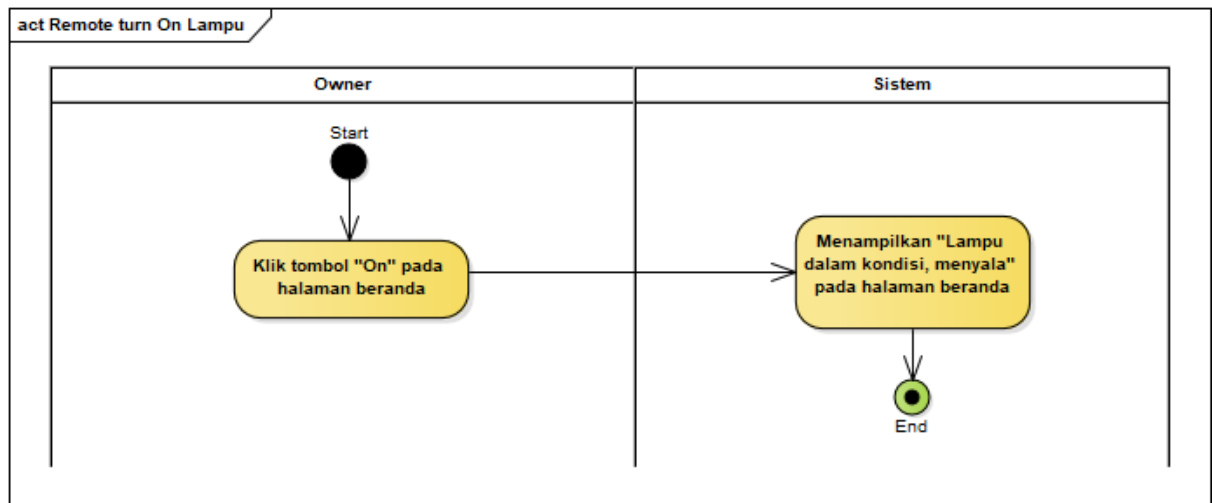 act Remote turn On Lampu
Owner
Sistem
Start
Klik tombol "On" pada
halaman beranda
Menampilkan "Lampu
dalam kondisi, menyala"
pada halaman beranda
End